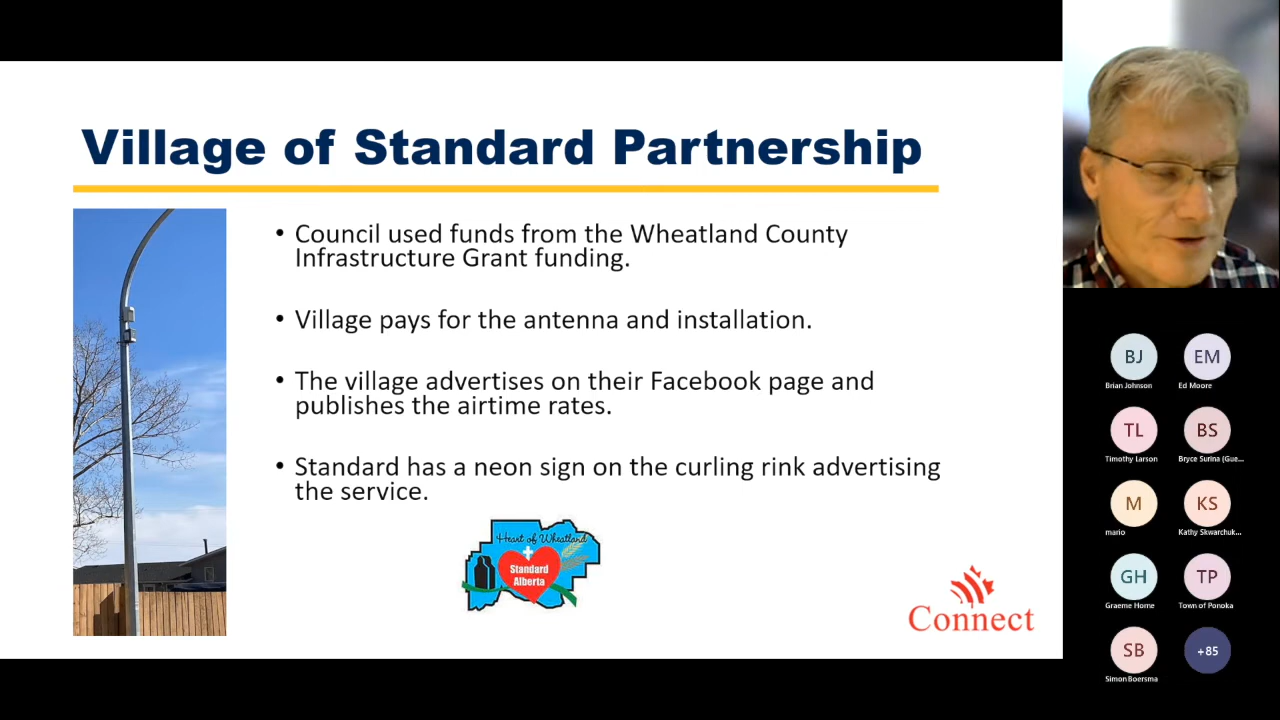 Village of Standard Partnership
• Council used funds from the Wheatland County
Infrastructure Grant funding.
• Village pays for the antenna and installation.
• The village advertises on their Facebook page and
publishes the airtime rates.
• Standard has a neon sign on the curling rink advertising
the service.
Heart of Wheatland
Standard
Alberta
Connect
BJ
EM
Brian Johnson
Ed Moore
TL
BS
Timothy Larson
Bryce Surina (Gue...
M
KS
mario
Kathy Skwarchuk...
GH
TP
Graeme Horne
Town of Ponoka
SB
+85
Simon Boersma